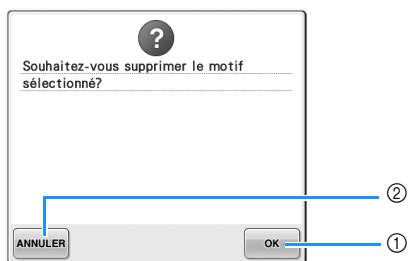 ?
Souhaitez-vous supprimer le motif
sélectionné?
②
ANNULER
OK
①